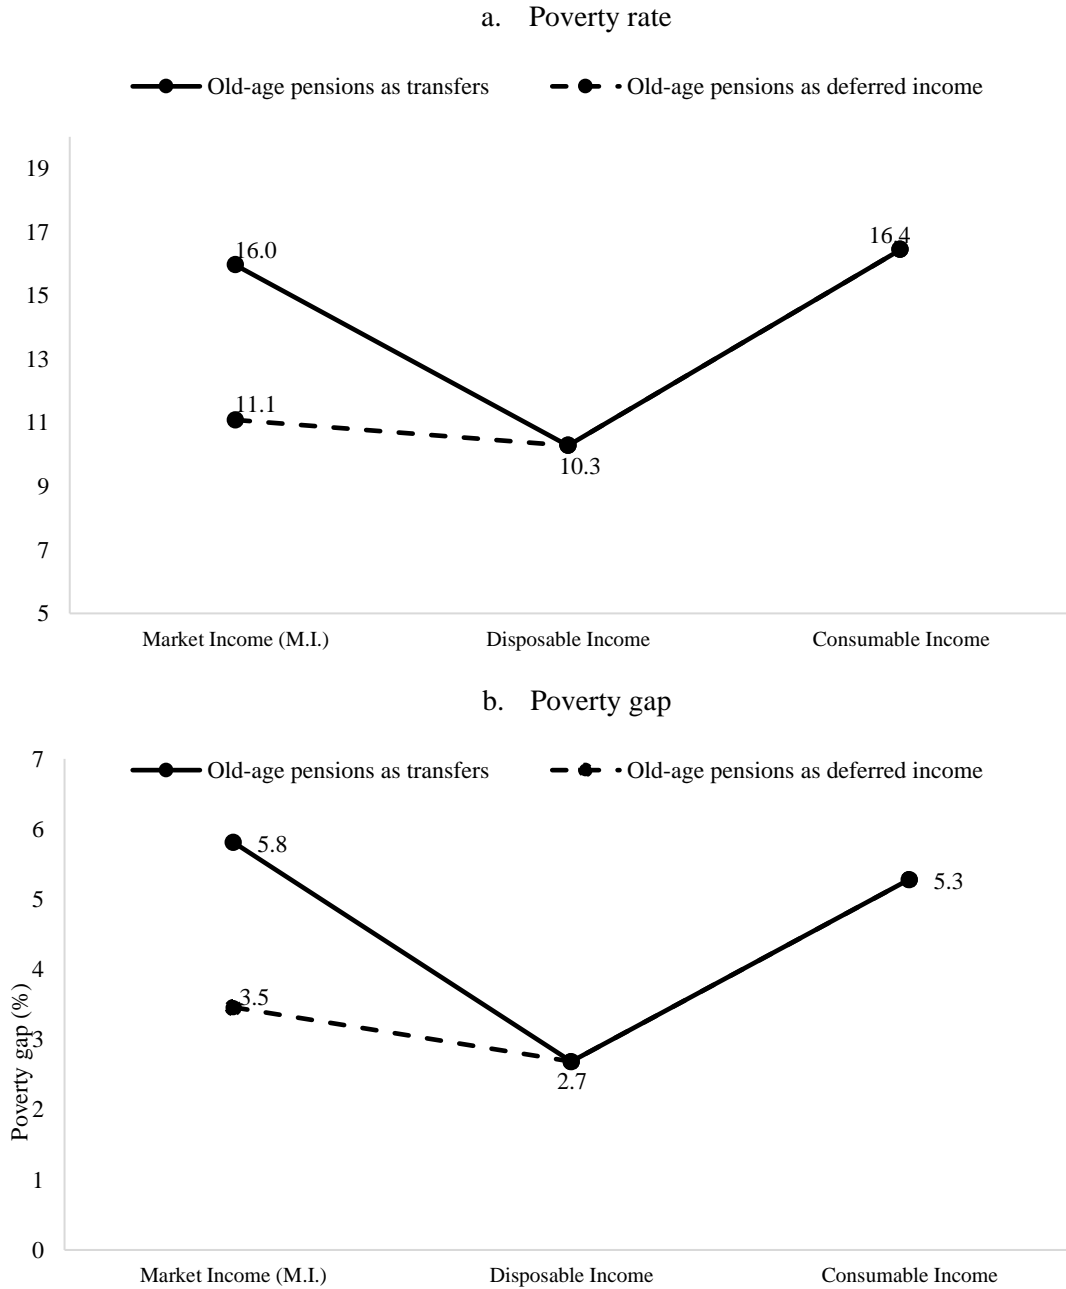 a. Poverty rate
Old-age pensions as transfers
Old-age pensions as deferred income
19
17
15
13
11
9
7
5
16.0
11.1
10.3
16.4
Market Income (M.I.)
Disposable Income
Consumable Income
b. Poverty gap
Old-age pensions as transfers
Old-age pensions as deferred income
Poverty gap (%)
7
6
5
4
3
2
1
0
5.8
3.5
2.7
5.3
Market Income (M.I.)
Disposable Income
Consumable Income